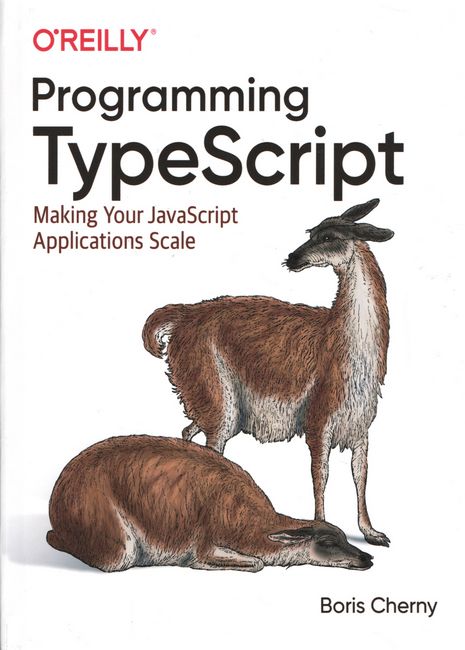 O'REILLY®
Programming
TypeScript
Making Your JavaScript
Applications Scale
Boris Cherny